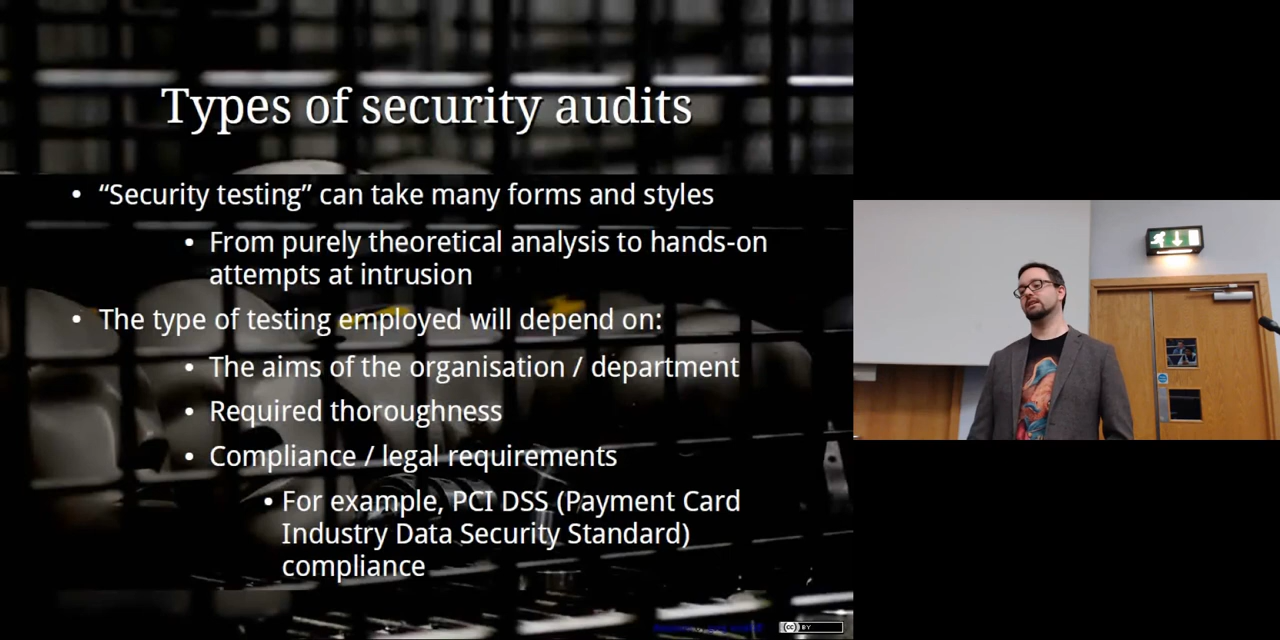 Types of security audits
• “Security testing” can take many forms and styles
• From purely theoretical analysis to hands-on
attempts at intrusion
• The type of testing employed will depend on:
• The aims of the organisation / department
• Required thoroughness
• Compliance / legal requirements
• For example, PCI DSS (Payment Card
Industry Data Security Standard)
compliance
cc BY